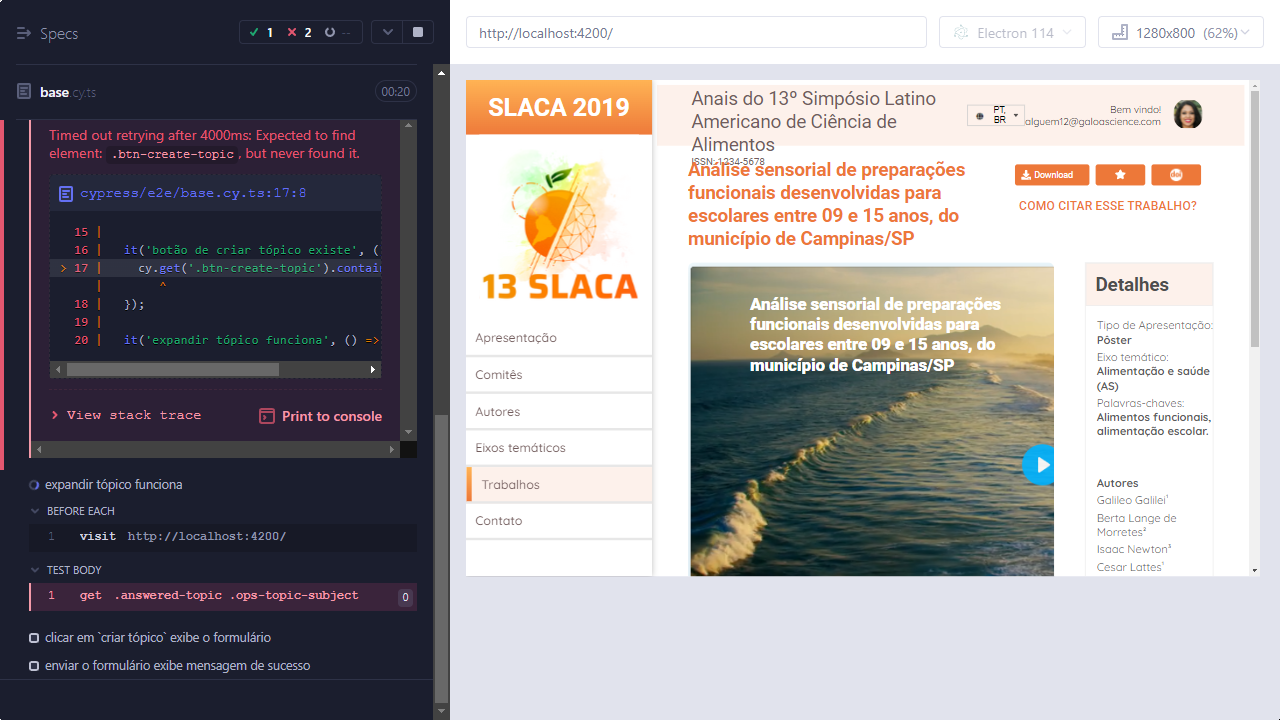 Specs
1
2
--
base.cy.ts
00:20
Timed out retrying after 4000ms: Expected to find
element: .btn-create-topic, but never found it.
cypress/e2e/base.cy.ts:17:8
15 |
16 |   it('botão de criar tópico existe', (
> 17 |     cy.get('.btn-create-topic').contain
|        ^
18 |   });
19 |
20 |   it('expandir tópico funciona', () =>
View stack trace
Print to console
expandir tópico funciona
BEFORE EACH
1 visit http://localhost:4200/
TEST BODY
1 get .answered-topic .ops-topic-subject 0
clicar em `criar tópico` exibe o formulário
enviar o formulário exibe mensagem de sucesso
http://localhost:4200/
Electron 114
1280x800 (62%)
SLACA 2019
13 SLACA
Apresentação
Comitês
Autores
Eixos temáticos
Trabalhos
Contato
Anais do 13º Simpósio Latino
Americano de Ciência de
Alimentos
ISSN: 1234-5678
PT,
BR
Bem vindo!
alguem12@galoascience.com
Análise sensorial de preparações
funcionais desenvolvidas para
escolares entre 09 e 15 anos, do
município de Campinas/SP
Download
doi
COMO CITAR ESSE TRABALHO?
Análise sensorial de preparações
funcionais desenvolvidas para
escolares entre 09 e 15 anos, do
município de Campinas/SP
Detalhes
Tipo de Apresentação:
Pôster
Eixo temático:
Alimentação e saúde
(AS)
Palavras-chaves:
Alimentos funcionais,
alimentação escolar.
Autores
Galileo Galilei¹
Berta Lange de
Morretes²
Isaac Newton³
Cesar Lattes¹